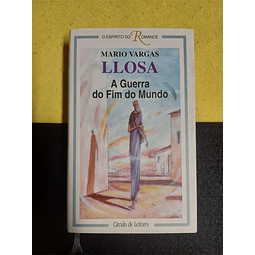 O ESPÍRITO DO ROMANCE
MARIO VARGAS
LLOSA
A Guerra
do Fim do Mundo
Círculo de Leitores